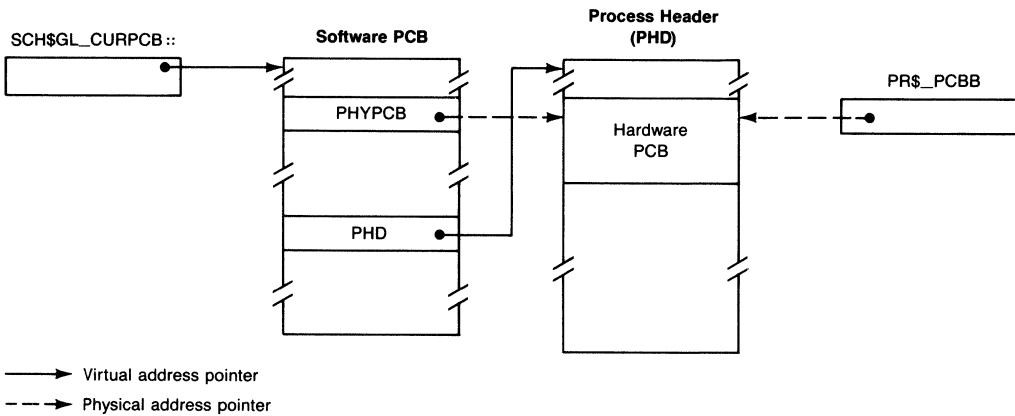 SCH$GL_CURPCB ::
Software PCB
Process Header
(PHD)
PR$_PCBB
PHYPCB
Hardware
PCB
PHD
Virtual address pointer
Physical address pointer